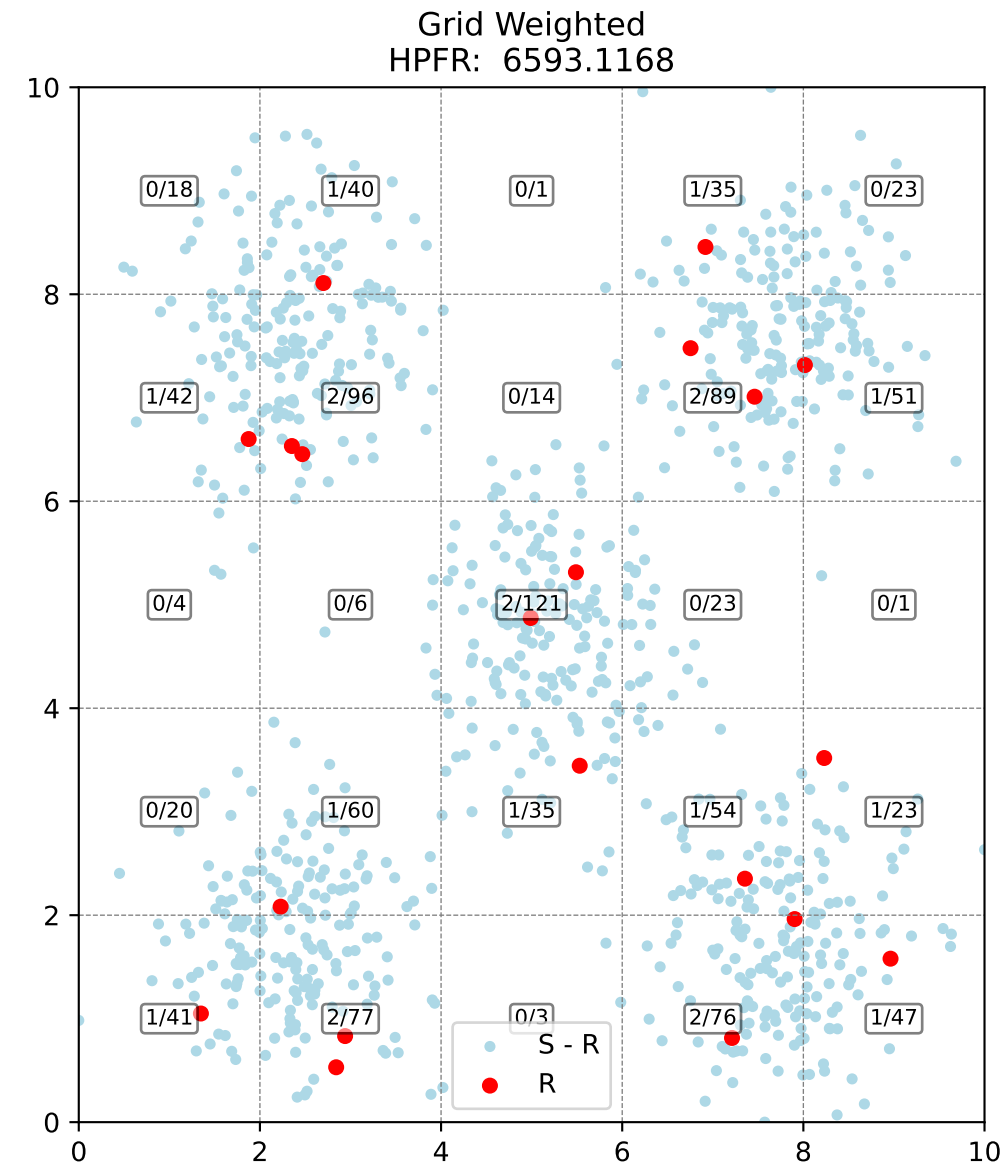 Grid Weighted
HPFR:  6593.1168
10
0/18 1/40 0/1 1/35 0/23
8
1/42 2/96 0/14 2/89 1/51
6
0/4 0/6 2/121 0/23 0/1
4
0/20 1/60 1/35 1/54 1/23
2
1/41 2/77 0/3 2/76 1/47
S - R
R
0
0 2 4 6 8 10